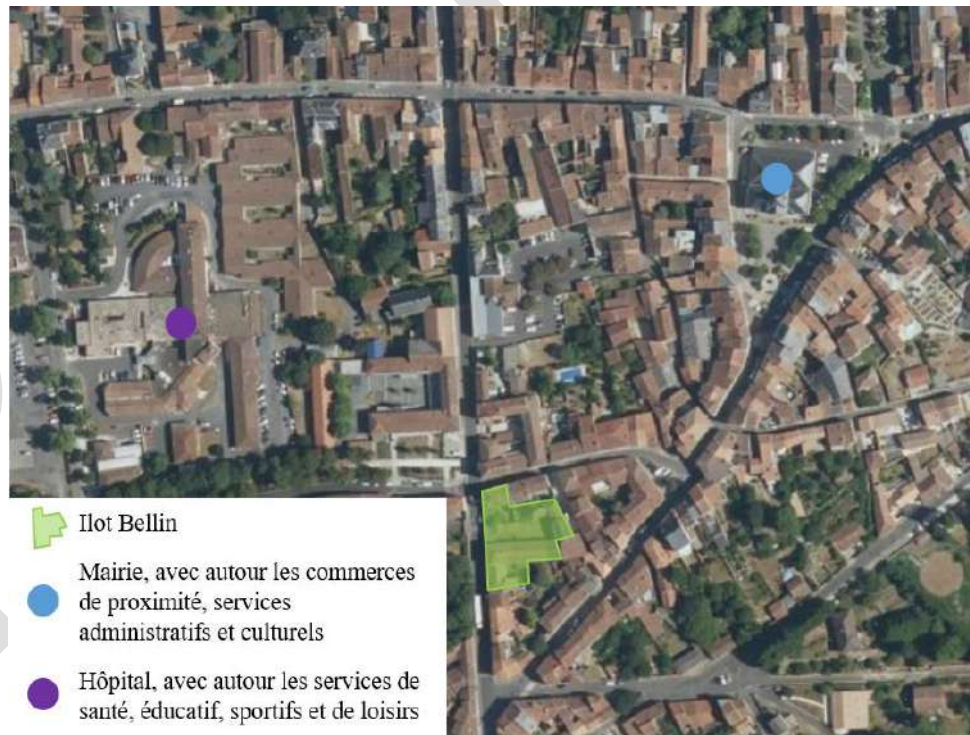 Ilot Bellin
Mairie, avec autour les commerces
de proximité, services
administratifs et culturels
Hôpital, avec autour les services de
santé, éducatif, sportifs et de loisirs